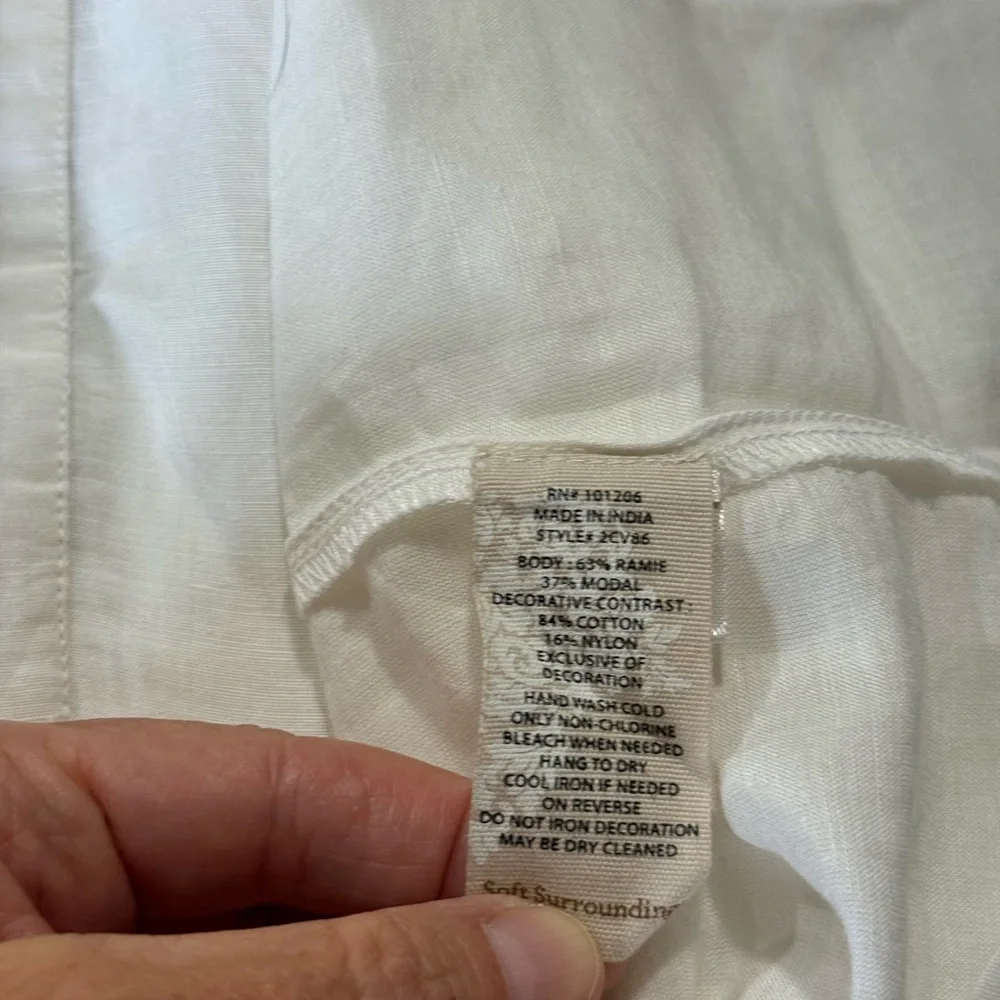 RN# 101206
MADE IN INDIA
STYLE# 2CV86
BODY : 63% RAMIE
37% MODAL
DECORATIVE CONTRAST :
84% COTTON
16% NYLON
EXCLUSIVE OF
DECORATION
HAND WASH COLD
ONLY NON-CHLORINE
BLEACH WHEN NEEDED
HANG TO DRY
COOL IRON IF NEEDED
ON REVERSE
DO NOT IRON DECORATION
MAY BE DRY CLEANED
Soft Surrounding